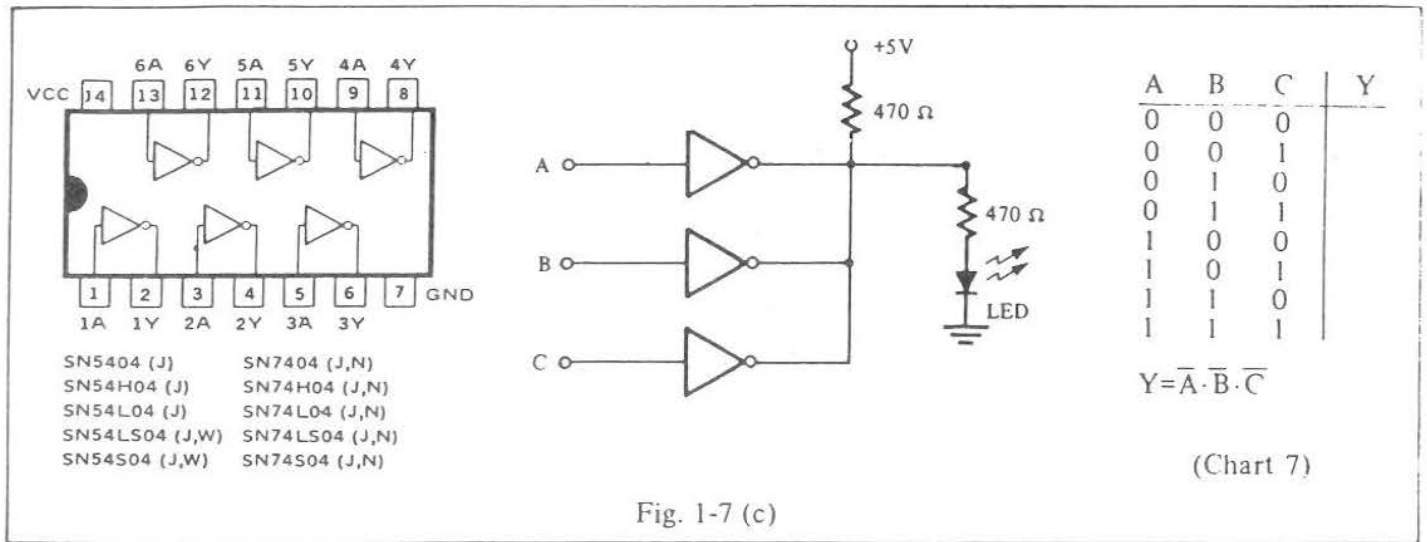 6A 6Y 5A 5Y 4A 4Y
VCC 14 13 12 11 10 9 8
1 2 3 4 5 6 7 GND
1A 1Y 2A 2Y 3A 3Y
SN5404 (J) SN7404 (J,N)
SN54H04 (J) SN74H04 (J,N)
SN54L04 (J) SN74L04 (J,N)
SN54LS04 (J,W) SN74LS04 (J,N)
SN54S04 (J,W) SN74S04 (J,N)
+5V
470 Ω
A
470 Ω
B
LED
C
A B C Y
0 0 0
0 0 1
0 1 0
0 1 1
1 0 0
1 0 1
1 1 0
1 1 1
Y=A̅·B̅·C̅
(Chart 7)
Fig. 1-7 (c)